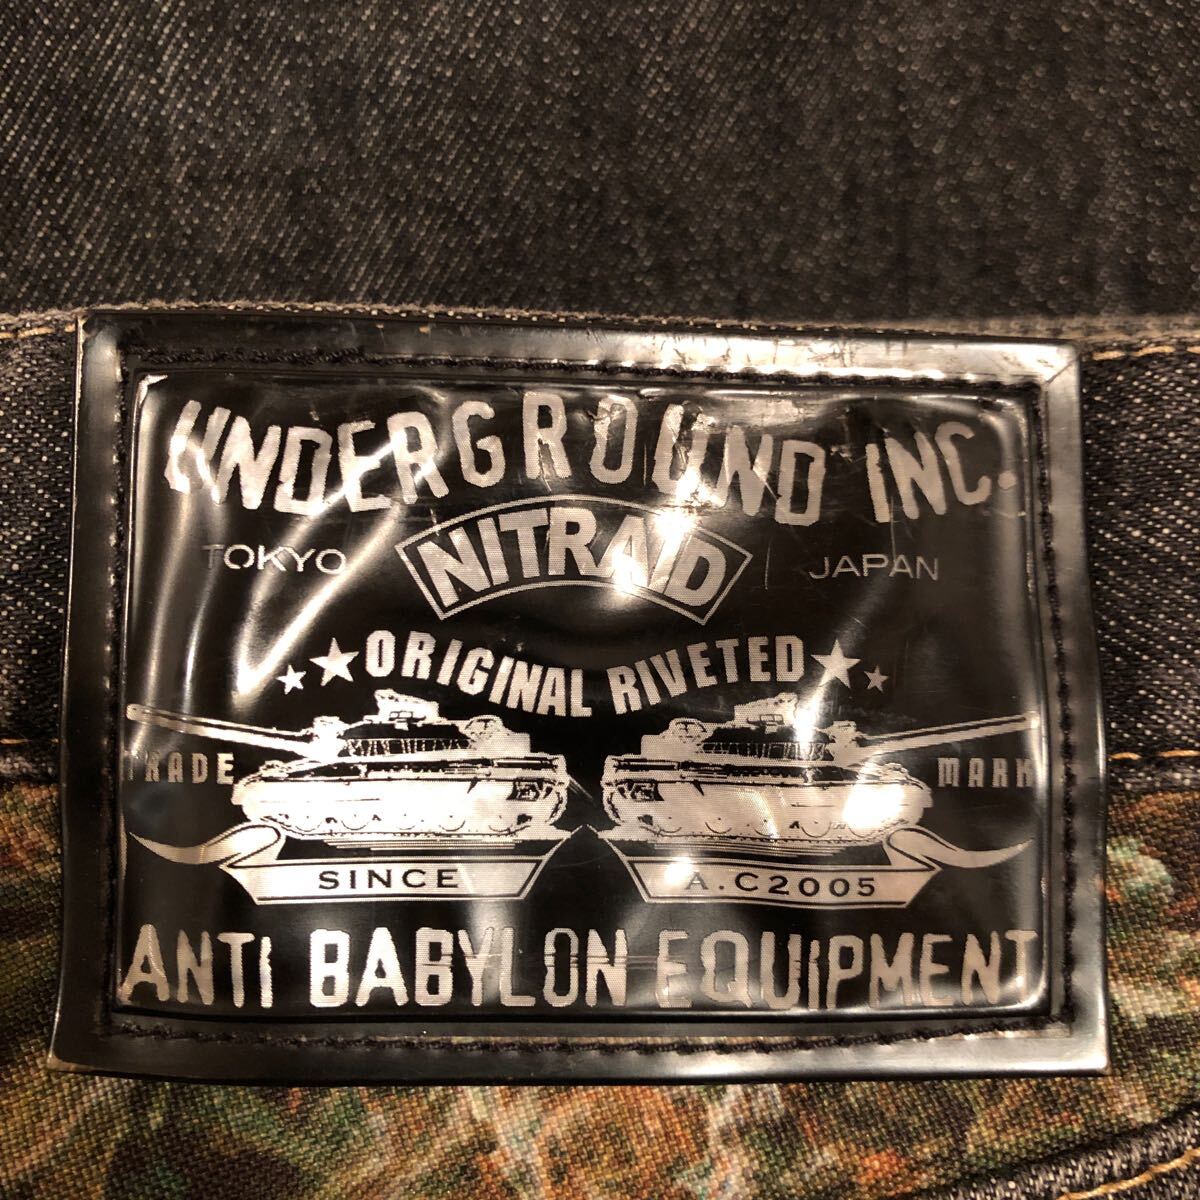 UNDERGROUND INC.
TOKYO NITRAID JAPAN
ORIGINAL RIVETED
TRADE MARK
SINCE A.C2005
ANTI BABYLON EQUIPMENT